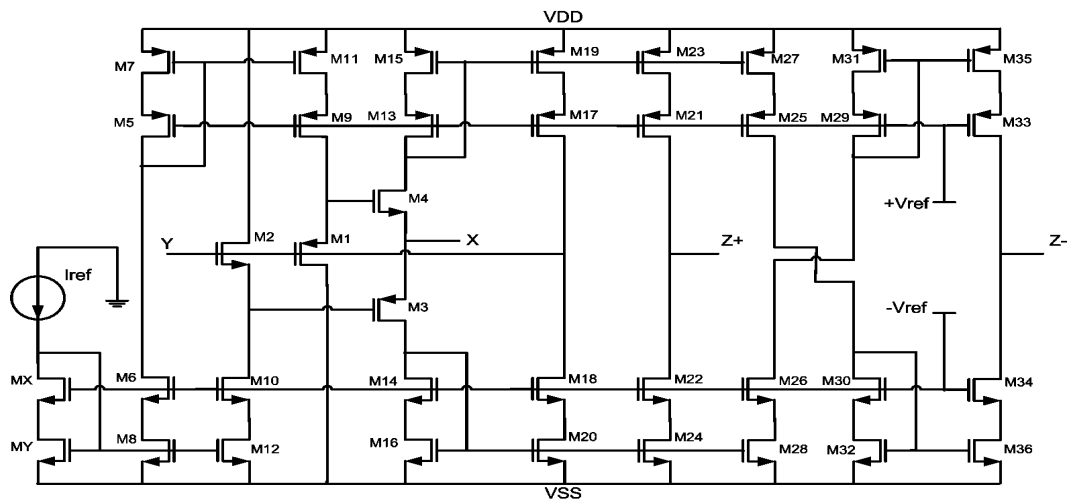 VDD
M7 M11 M15 M19 M23 M27 M31 M35
M5 M9 M13 M17 M21 M25 M29 M33
M4 +Vref
Y M2 M1 X Z+ Z-
Iref
M3 -Vref
MX M6 M10 M14 M18 M22 M26 M30 M34
MY M8 M12 M16 M20 M24 M28 M32 M36
VSS